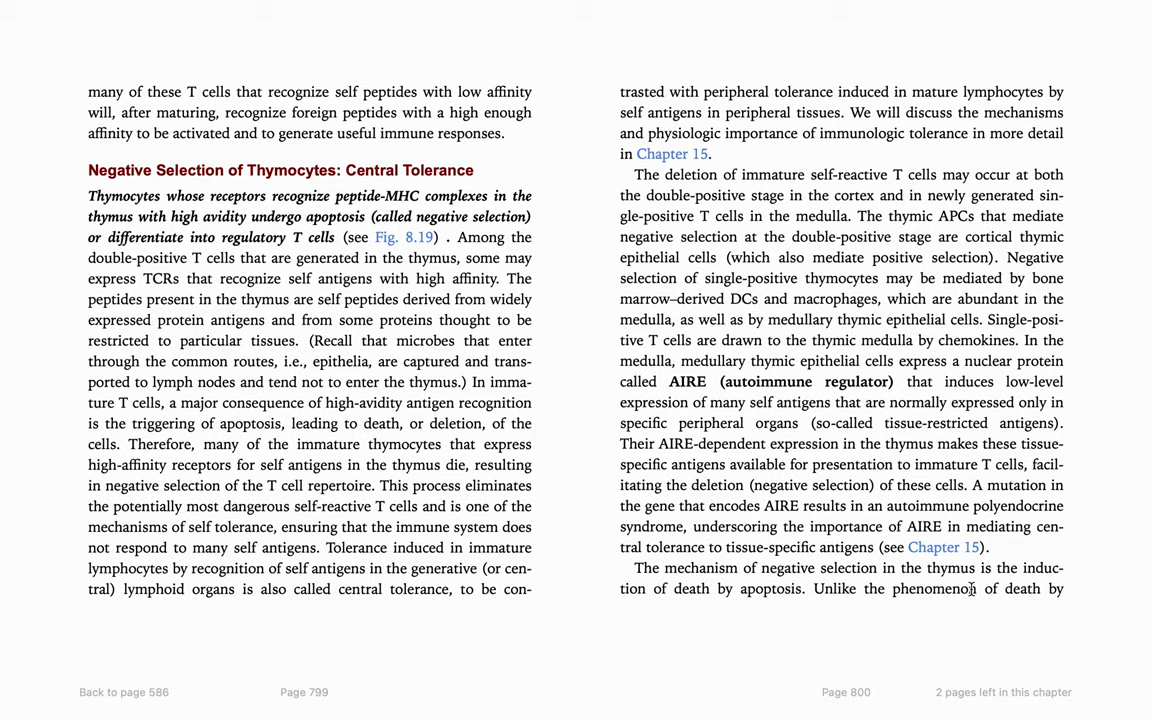 many of these T cells that recognize self peptides with low affinity
will, after maturing, recognize foreign peptides with a high enough
affinity to be activated and to generate useful immune responses.
Negative Selection of Thymocytes: Central Tolerance
Thymocytes whose receptors recognize peptide-MHC complexes in the
thymus with high avidity undergo apoptosis (called negative selection)
or differentiate into regulatory T cells (see Fig. 8.19) . Among the
double-positive T cells that are generated in the thymus, some may
express TCRs that recognize self antigens with high affinity. The
peptides present in the thymus are self peptides derived from widely
expressed protein antigens and from some proteins thought to be
restricted to particular tissues. (Recall that microbes that enter
through the common routes, i.e., epithelia, are captured and trans-
ported to lymph nodes and tend not to enter the thymus.) In imma-
ture T cells, a major consequence of high-avidity antigen recognition
is the triggering of apoptosis, leading to death, or deletion, of the
cells. Therefore, many of the immature thymocytes that express
high-affinity receptors for self antigens in the thymus die, resulting
in negative selection of the T cell repertoire. This process eliminates
the potentially most dangerous self-reactive T cells and is one of the
mechanisms of self tolerance, ensuring that the immune system does
not respond to many self antigens. Tolerance induced in immature
lymphocytes by recognition of self antigens in the generative (or cen-
tral) lymphoid organs is also called central tolerance, to be con-
trasted with peripheral tolerance induced in mature lymphocytes by
self antigens in peripheral tissues. We will discuss the mechanisms
and physiologic importance of immunologic tolerance in more detail
in Chapter 15.
The deletion of immature self-reactive T cells may occur at both
the double-positive stage in the cortex and in newly generated sin-
gle-positive T cells in the medulla. The thymic APCs that mediate
negative selection at the double-positive stage are cortical thymic
epithelial cells (which also mediate positive selection). Negative
selection of single-positive thymocytes may be mediated by bone
marrow–derived DCs and macrophages, which are abundant in the
medulla, as well as by medullary thymic epithelial cells. Single-posi-
tive T cells are drawn to the thymic medulla by chemokines. In the
medulla, medullary thymic epithelial cells express a nuclear protein
called AIRE (autoimmune regulator) that induces low-level
expression of many self antigens that are normally expressed only in
specific peripheral organs (so-called tissue-restricted antigens).
Their AIRE-dependent expression in the thymus makes these tissue-
specific antigens available for presentation to immature T cells, facil-
itating the deletion (negative selection) of these cells. A mutation in
the gene that encodes AIRE results in an autoimmune polyendocrine
syndrome, underscoring the importance of AIRE in mediating cen-
tral tolerance to tissue-specific antigens (see Chapter 15).
The mechanism of negative selection in the thymus is the induc-
tion of death by apoptosis. Unlike the phenomenon of death by
Back to page 586
Page 799
Page 800
2 pages left in this chapter